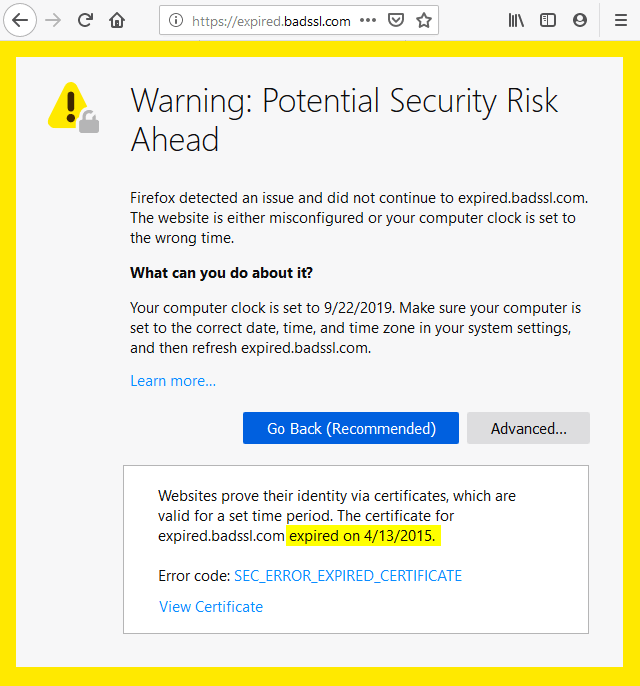 https://expired.badssl.com
Warning: Potential Security Risk
Ahead
Firefox detected an issue and did not continue to expired.badssl.com.
The website is either misconfigured or your computer clock is set to
the wrong time.
What can you do about it?
Your computer clock is set to 9/22/2019. Make sure your computer is
set to the correct date, time, and time zone in your system settings,
and then refresh expired.badssl.com.
Learn more...
Go Back (Recommended)
Advanced...
Websites prove their identity via certificates, which are
valid for a set time period. The certificate for
expired.badssl.com expired on 4/13/2015.
Error code: SEC_ERROR_EXPIRED_CERTIFICATE
View Certificate